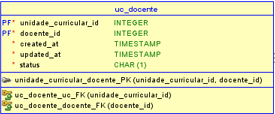 uc_docente
PF* unidade_curricular_id INTEGER
PF* docente_id INTEGER
* created_at TIMESTAMP
* updated_at TIMESTAMP
* status CHAR (1)
unidade_curricular_docente_PK (unidade_curricular_id, docente_id)
uc_docente_uc_FK (unidade_curricular_id)
uc_docente_docente_FK (docente_id)